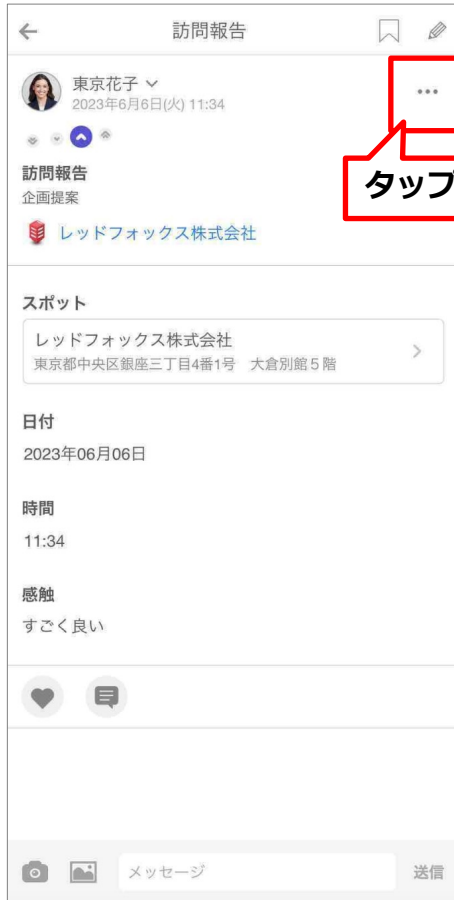 訪問報告
東京花子
2023年6月6日(火) 11:34
タップ
訪問報告
企画提案
レッドフォックス株式会社
スポット
レッドフォックス株式会社
東京都中央区銀座三丁目4番1号 大倉別館５階
日付
2023年06月06日
時間
11:34
感触
すごく良い
メッセージ
送信